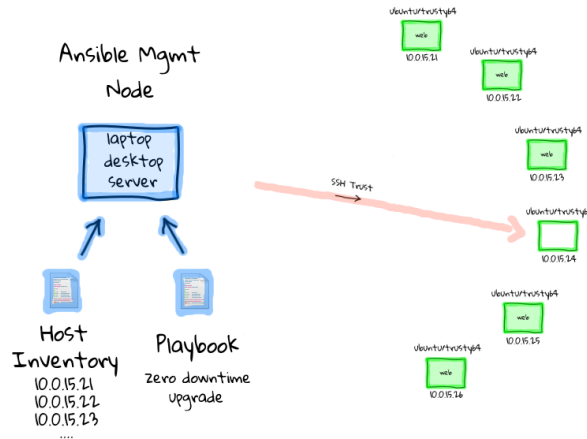 Ansible Mgmt
Node
laptop
desktop
server
Host
Inventory
10.0.15.21
10.0.15.22
10.0.15.23
....
Playbook
zero downtime
upgrade
SSH Trust
ubuntu/trusty64
web
10.0.15.21
ubuntu/trusty64
web
10.0.15.22
ubuntu/trusty64
web
10.0.15.23
ubuntu/trusty6
10.0.15.24
ubuntu/trusty64
web
10.0.15.25
ubuntu/trusty64
web
10.0.15.26